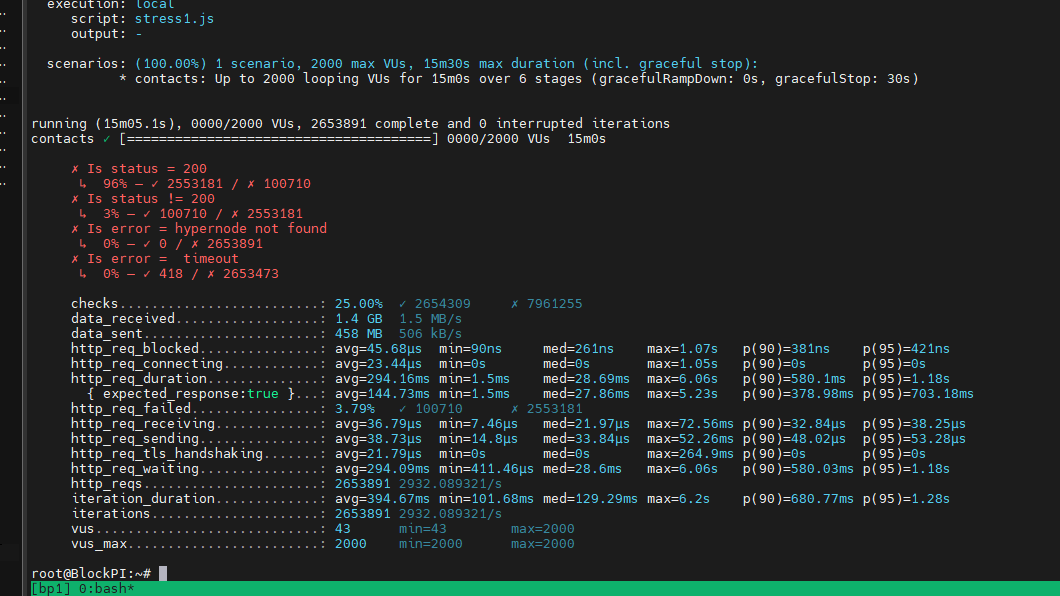 execution: local
script: stress1.js
output: -
scenarios: (100.00%) 1 scenario, 2000 max VUs, 15m30s max duration (incl. graceful stop):
* contacts: Up to 2000 looping VUs for 15m0s over 6 stages (gracefulRampDown: 0s, gracefulStop: 30s)
running (15m05.1s), 0000/2000 VUs, 2653891 complete and 0 interrupted iterations
contacts ✓ [======================================] 0000/2000 VUs  15m0s
✗ Is status = 200
↳  96% — ✓ 2553181 / ✗ 100710
✗ Is status != 200
↳  3% — ✓ 100710 / ✗ 2553181
✗ Is error = hypernode not found
↳  0% — ✓ 0 / ✗ 2653891
✗ Is error =  timeout
↳  0% — ✓ 418 / ✗ 2653473
checks.........................: 25.00%  ✓ 2654309     ✗ 7961255
data_received..................: 1.4 GB  1.5 MB/s
data_sent......................: 458 MB  506 kB/s
http_req_blocked...............: avg=45.68µs  min=90ns     med=261ns    max=1.07s   p(90)=381ns    p(95)=421ns
http_req_connecting............: avg=23.44µs  min=0s       med=0s       max=1.05s   p(90)=0s       p(95)=0s
http_req_duration..............: avg=294.16ms min=1.5ms    med=28.69ms  max=6.06s   p(90)=580.1ms  p(95)=1.18s
{ expected_response:true }...: avg=144.73ms min=1.5ms    med=27.86ms  max=5.23s   p(90)=378.98ms p(95)=703.18ms
http_req_failed................: 3.79%   ✓ 100710      ✗ 2553181
http_req_receiving.............: avg=36.79µs  min=7.46µs   med=21.97µs  max=72.56ms p(90)=32.84µs  p(95)=38.25µs
http_req_sending...............: avg=38.73µs  min=14.8µs   med=33.84µs  max=52.26ms p(90)=48.02µs  p(95)=53.28µs
http_req_tls_handshaking.......: avg=21.79µs  min=0s       med=0s       max=264.9ms p(90)=0s       p(95)=0s
http_req_waiting...............: avg=294.09ms min=411.46µs med=28.6ms   max=6.06s   p(90)=580.03ms p(95)=1.18s
http_reqs......................: 2653891 2932.089321/s
iteration_duration.............: avg=394.67ms min=101.68ms med=129.29ms max=6.2s    p(90)=680.77ms p(95)=1.28s
iterations.....................: 2653891 2932.089321/s
vus............................: 43      min=43        max=2000
vus_max........................: 2000    min=2000      max=2000
root@BlockPI:~#
[bp1] 0:bash*